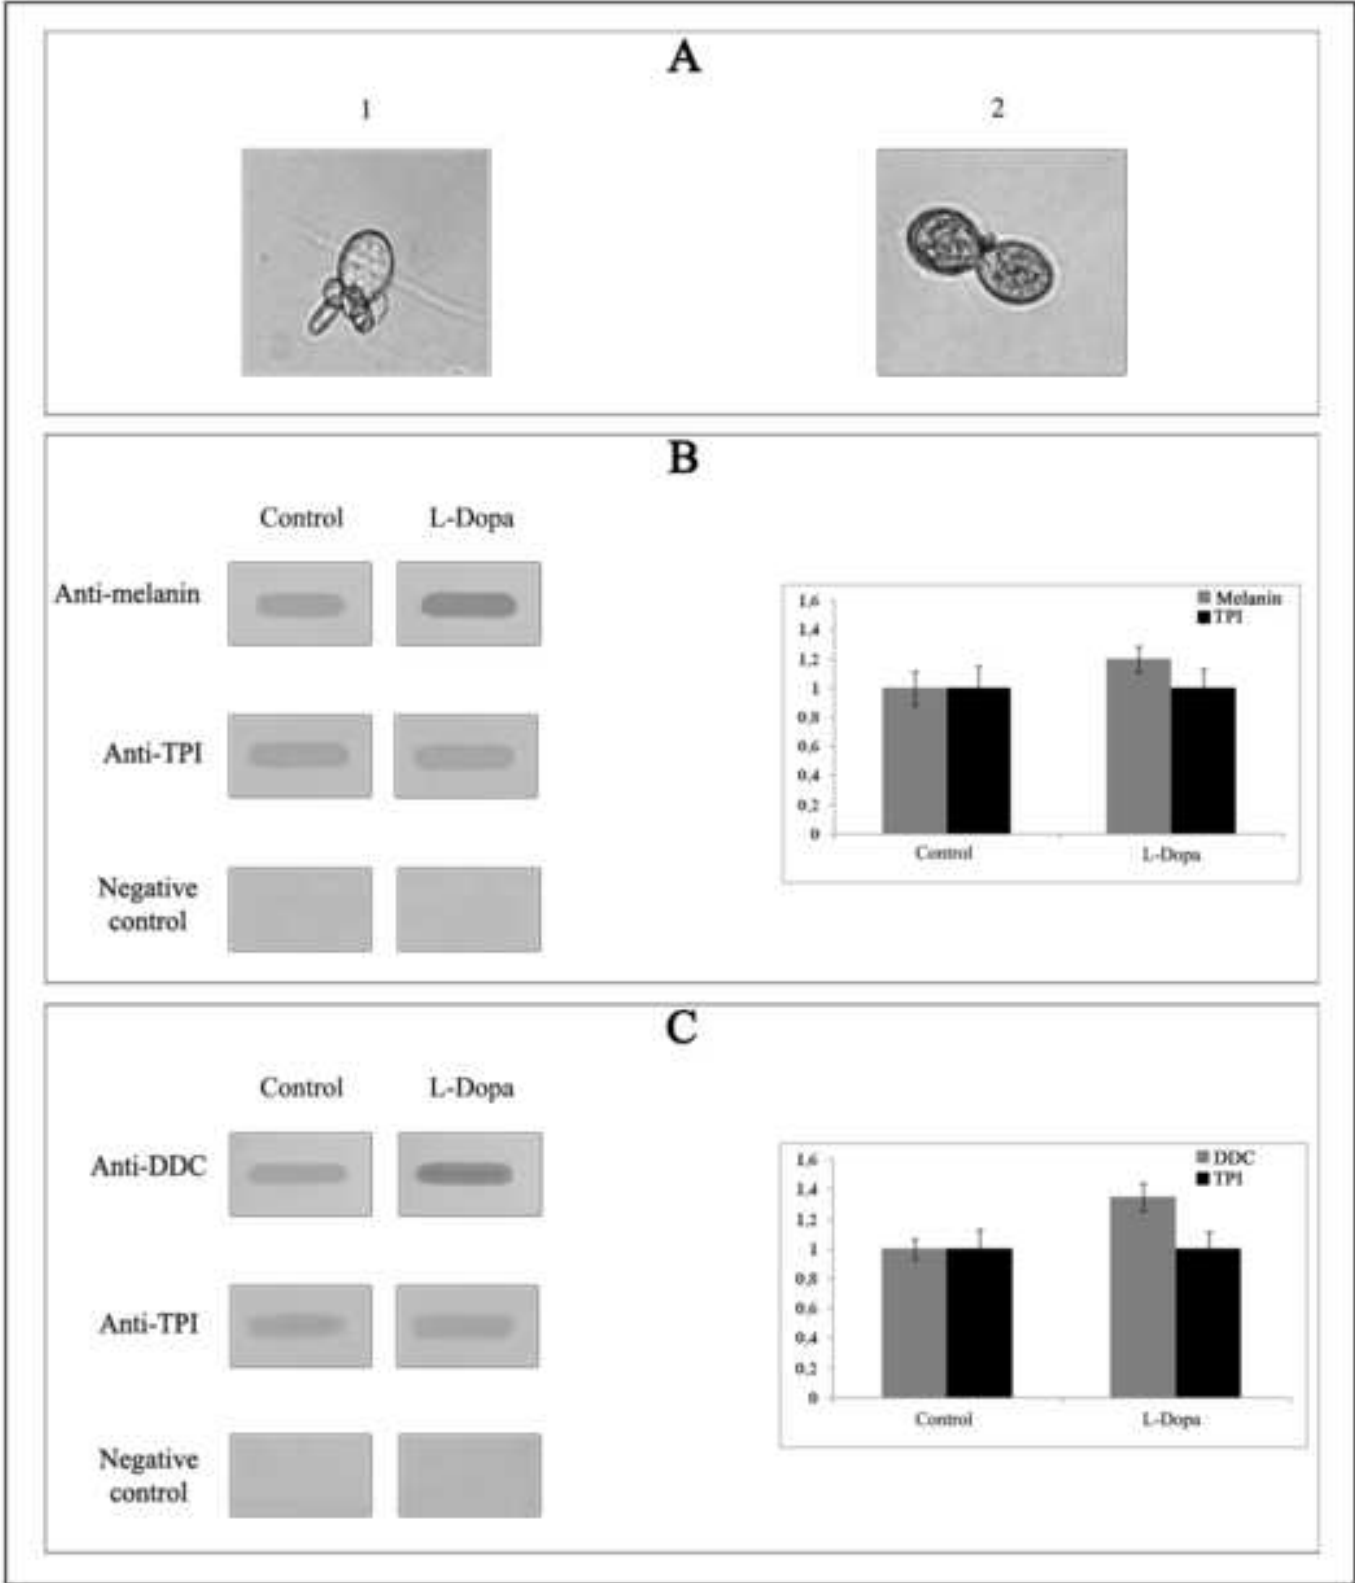 A
1 2
B
Control L-Dopa
Anti-melanin
Anti-TPI
Negative
control
1.6
1.4
1.2
1
0.8
0.6
0.4
0.2
0
Melanin
TPI
Control L-Dopa
C
Control L-Dopa
Anti-DDC
Anti-TPI
Negative
control
1.6
1.4
1.2
1
0.8
0.6
0.4
0.2
0
DDC
TPI
Control L-Dopa